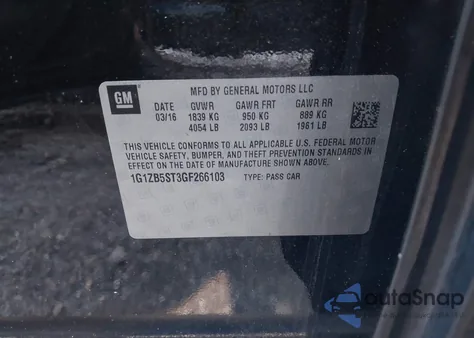 MFD BY GENERAL MOTORS LLC
GM
DATE GVWR GAWR FRT GAWR RR
03/16 1839 KG 950 KG 889 KG
4054 LB 2093 LB 1961 LB
THIS VEHICLE CONFORMS TO ALL APPLICABLE U.S. FEDERAL MOTOR
VEHICLE SAFETY, BUMPER, AND THEFT PREVENTION STANDARDS
IN EFFECT ON THE DATE OF MANUFACTURE SHOWN ABOVE.
1G1ZB5ST3GF266103 TYPE: PASS CAR
autoSnap